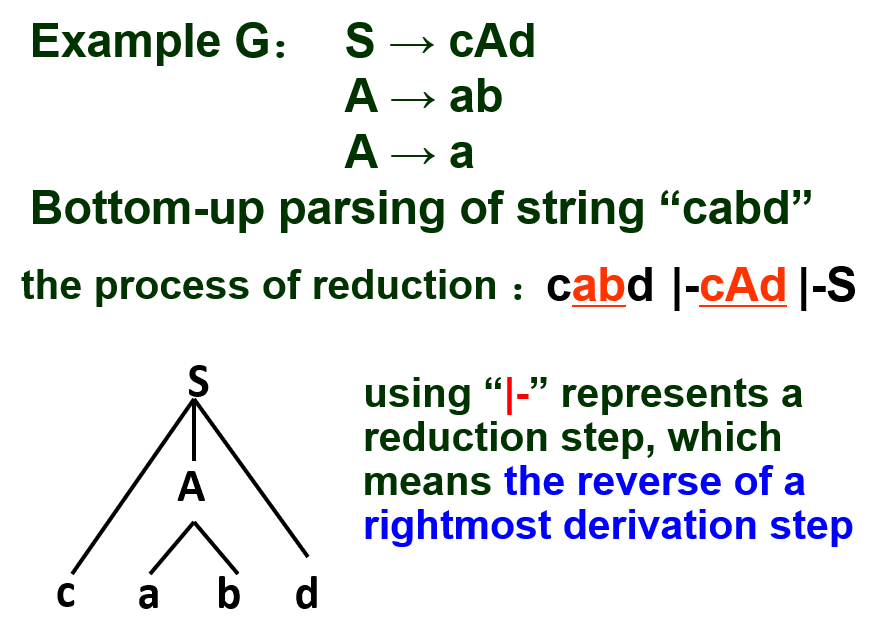 Example G： S → cAd
A → ab
A → a
Bottom-up parsing of string “cabd”
the process of reduction： cabd |-cAd |-S
S
A
c a b d
using “|-” represents a
reduction step, which
means the reverse of a
rightmost derivation step